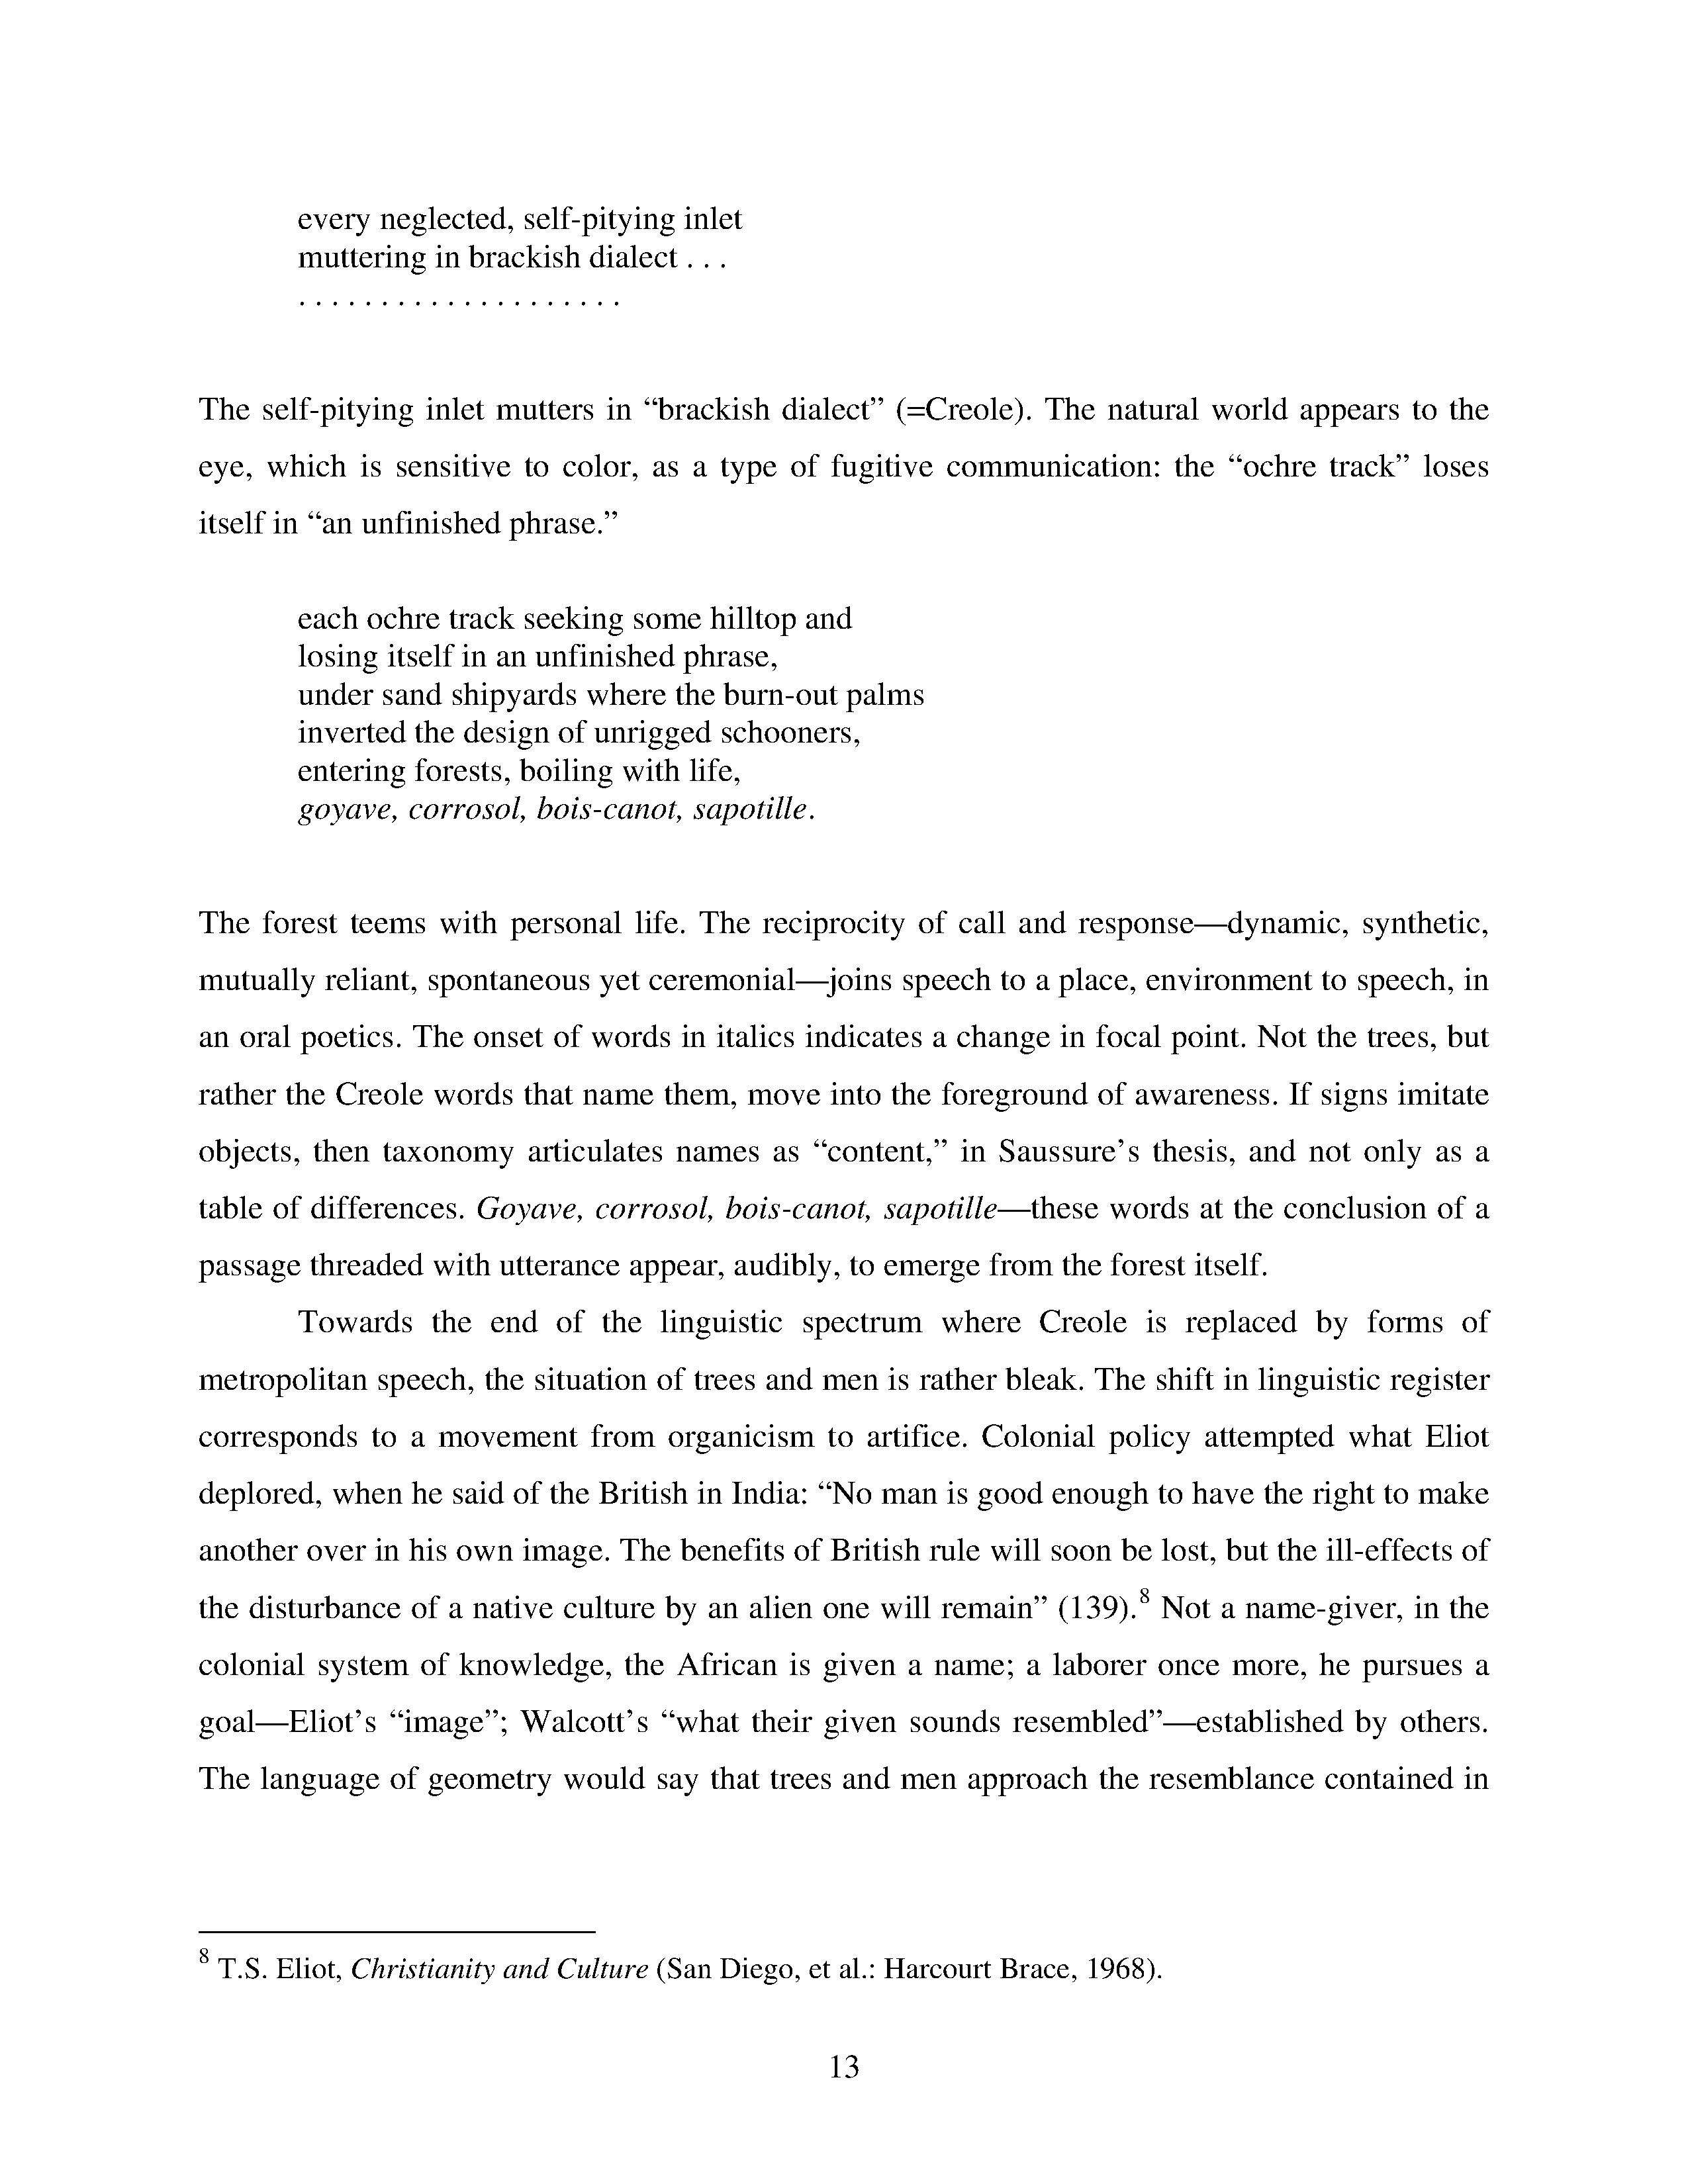 every neglected, self-pitying inlet
muttering in brackish dialect . . .
. . . . . . . . . . . . . . . . . . . .
The self-pitying inlet mutters in “brackish dialect” (=Creole). The natural world appears to the
eye, which is sensitive to color, as a type of fugitive communication: the “ochre track” loses
itself in “an unfinished phrase.”
each ochre track seeking some hilltop and
losing itself in an unfinished phrase,
under sand shipyards where the burn-out palms
inverted the design of unrigged schooners,
entering forests, boiling with life,
goyave, corrosol, bois-canot, sapotille.
The forest teems with personal life. The reciprocity of call and response—dynamic, synthetic,
mutually reliant, spontaneous yet ceremonial—joins speech to a place, environment to speech, in
an oral poetics. The onset of words in italics indicates a change in focal point. Not the trees, but
rather the Creole words that name them, move into the foreground of awareness. If signs imitate
objects, then taxonomy articulates names as “content,” in Saussure’s thesis, and not only as a
table of differences. Goyave, corrosol, bois-canot, sapotille—these words at the conclusion of a
passage threaded with utterance appear, audibly, to emerge from the forest itself.
Towards the end of the linguistic spectrum where Creole is replaced by forms of
metropolitan speech, the situation of trees and men is rather bleak. The shift in linguistic register
corresponds to a movement from organicism to artifice. Colonial policy attempted what Eliot
deplored, when he said of the British in India: “No man is good enough to have the right to make
another over in his own image. The benefits of British rule will soon be lost, but the ill-effects of
the disturbance of a native culture by an alien one will remain” (139).8 Not a name-giver, in the
colonial system of knowledge, the African is given a name; a laborer once more, he pursues a
goal—Eliot’s “image”; Walcott’s “what their given sounds resembled”—established by others.
The language of geometry would say that trees and men approach the resemblance contained in
8 T.S. Eliot, Christianity and Culture (San Diego, et al.: Harcourt Brace, 1968).
13